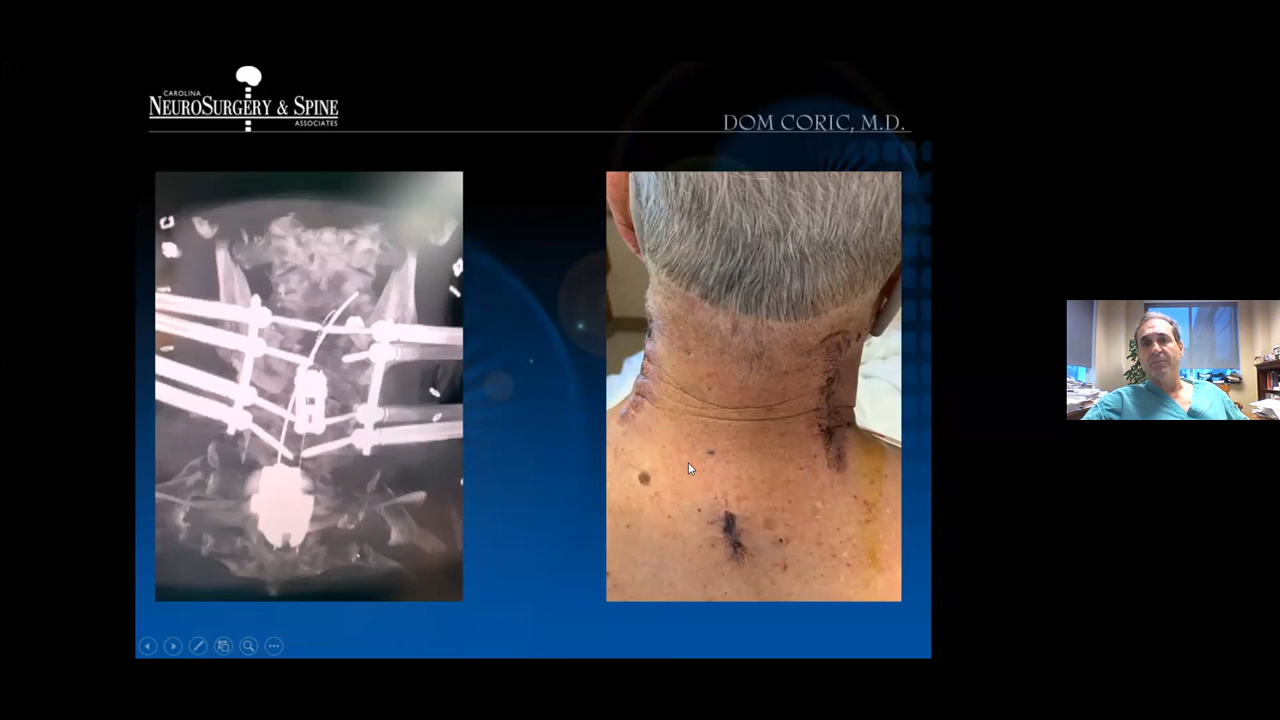 CAROLINA
NEUROSURGERY & SPINE
ASSOCIATES
DOM CORIC, M.D.